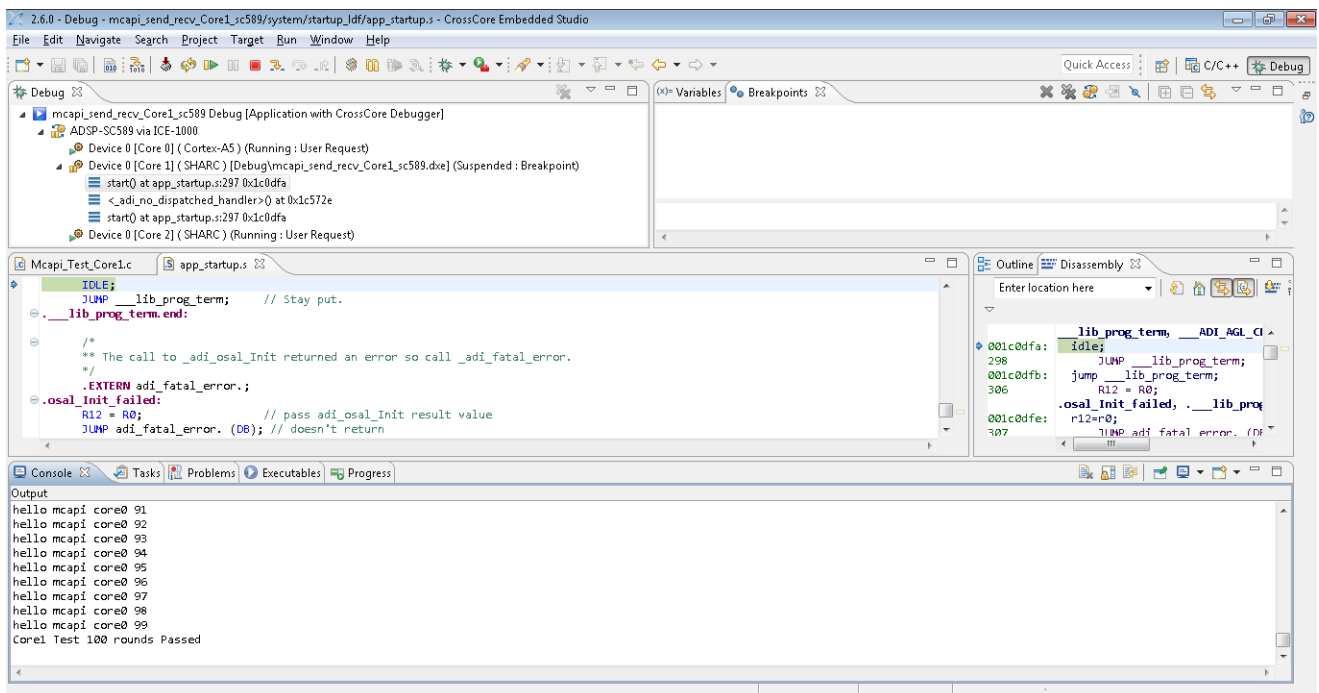 2.6.0 - Debug - mcapi_send_recv_Core1_sc589/system/startup_ldf/app_startup.s - CrossCore Embedded Studio
File Edit Navigate Search Project Target Run Window Help
Quick Access C/C++ Debug
Debug
mcapi_send_recv_Core1_sc589 Debug [Application with CrossCore Debugger]
ADSP-SC589 via ICE-1000
Device 0 [Core 0] ( Cortex-A5 ) (Running : User Request)
Device 0 [Core 1] ( SHARC ) [Debug\mcapi_send_recv_Core1_sc589.dxe] (Suspended : Breakpoint)
start() at app_startup.s:297 0x1c0dfa
<_adi_no_dispatched_handler>() at 0x1c572e
start() at app_startup.s:297 0x1c0dfa
Device 0 [Core 2] ( SHARC ) (Running : User Request)
(x)= Variables Breakpoints
Mcapi_Test_Core1.c app_startup.s
IDLE;
JUMP ___lib_prog_term; // Stay put.
.___lib_prog_term.end:
/*
** The call to _adi_osal_Init returned an error so call _adi_fatal_error.
*/
.EXTERN adi_fatal_error.;
.osal_Init_failed:
R12 = R0; // pass adi_osal_Init result value
JUMP adi_fatal_error. (DB); // doesn't return
Outline Disassembly
Enter location here
__lib_prog_term, ___ADI_AGL_C
001c0dfa: idle;
298 JUMP ___lib_prog_term;
001c0dfb: jump ___lib_prog_term;
306 R12 = R0;
.osal_Init_failed, .___lib_prog
001c0dfe: r12=r0;
307 JUMP adi_fatal_error. (DB
Console Tasks Problems Executables Progress
Output
hello mcapi core0 91
hello mcapi core0 92
hello mcapi core0 93
hello mcapi core0 94
hello mcapi core0 95
hello mcapi core0 96
hello mcapi core0 97
hello mcapi core0 98
hello mcapi core0 99
Core1 Test 100 rounds Passed